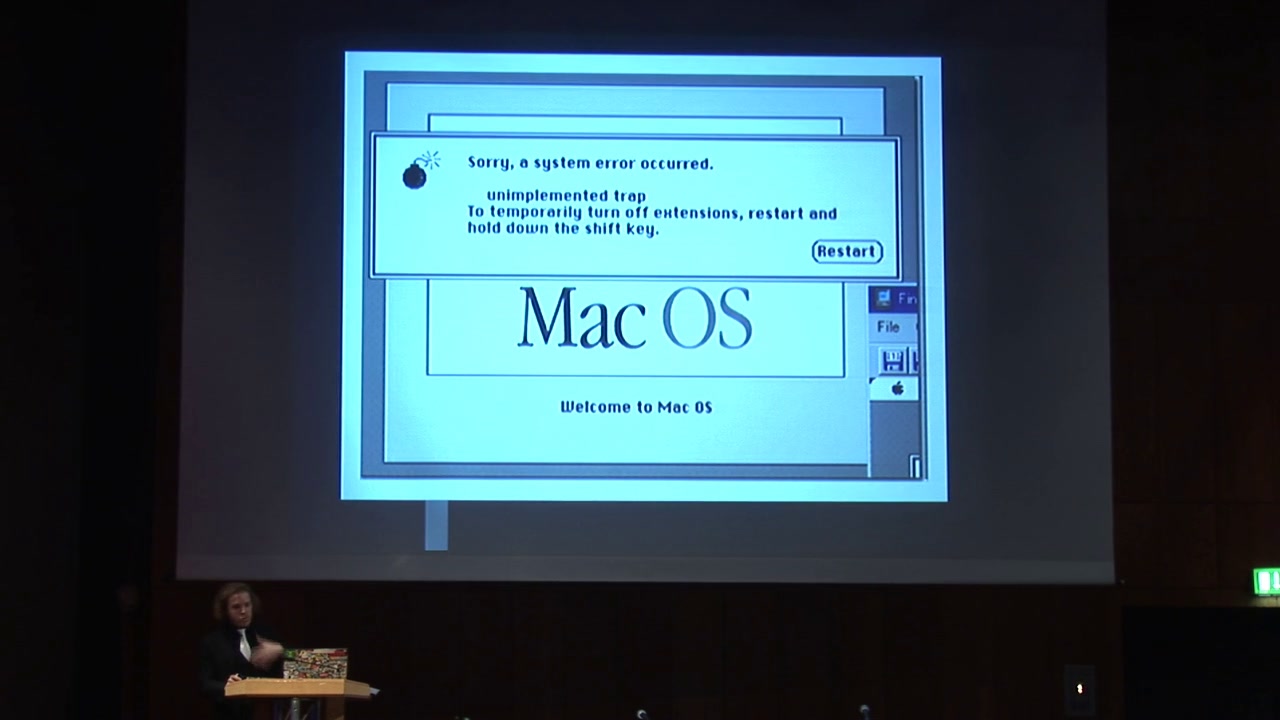 Sorry, a system error occurred.
unimplemented trap
To temporarily turn off extensions, restart and
hold down the shift key.
Restart
Mac OS
File
Welcome to Mac OS